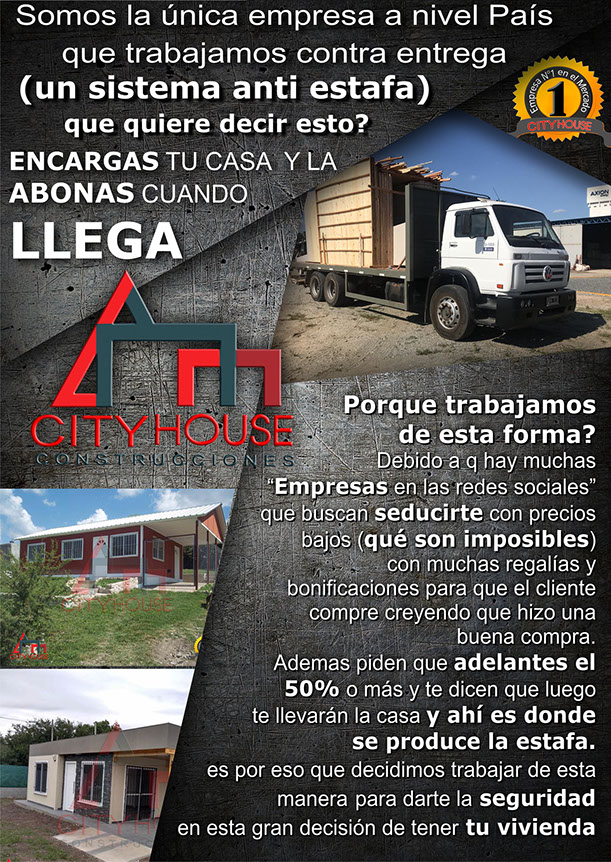 Somos la única empresa a nivel País
que trabajamos contra entrega
(un sistema anti estafa)
que quiere decir esto?
Empresa Nº1 en el Mercado
1
CITYHOUSE
ENCARGAS TU CASA Y LA
ABONAS CUANDO
LLEGA
AXION
CITYHOUSE
CONSTRUCCIONES
Porque trabajamos
de esta forma?
Debido a q hay muchas
“Empresas en las redes sociales”
que buscan seducirte con precios
bajos (qué son imposibles)
con muchas regalías y
bonificaciones para que el cliente
compre creyendo que hizo una
buena compra.
Ademas piden que adelantes el
50% o más y te dicen que luego
te llevarán la casa y ahí es donde
se produce la estafa.
es por eso que decidimos trabajar de esta
manera para darte la seguridad
en esta gran decisión de tener tu vivienda
CITYHOUSE
CITYHOUSE